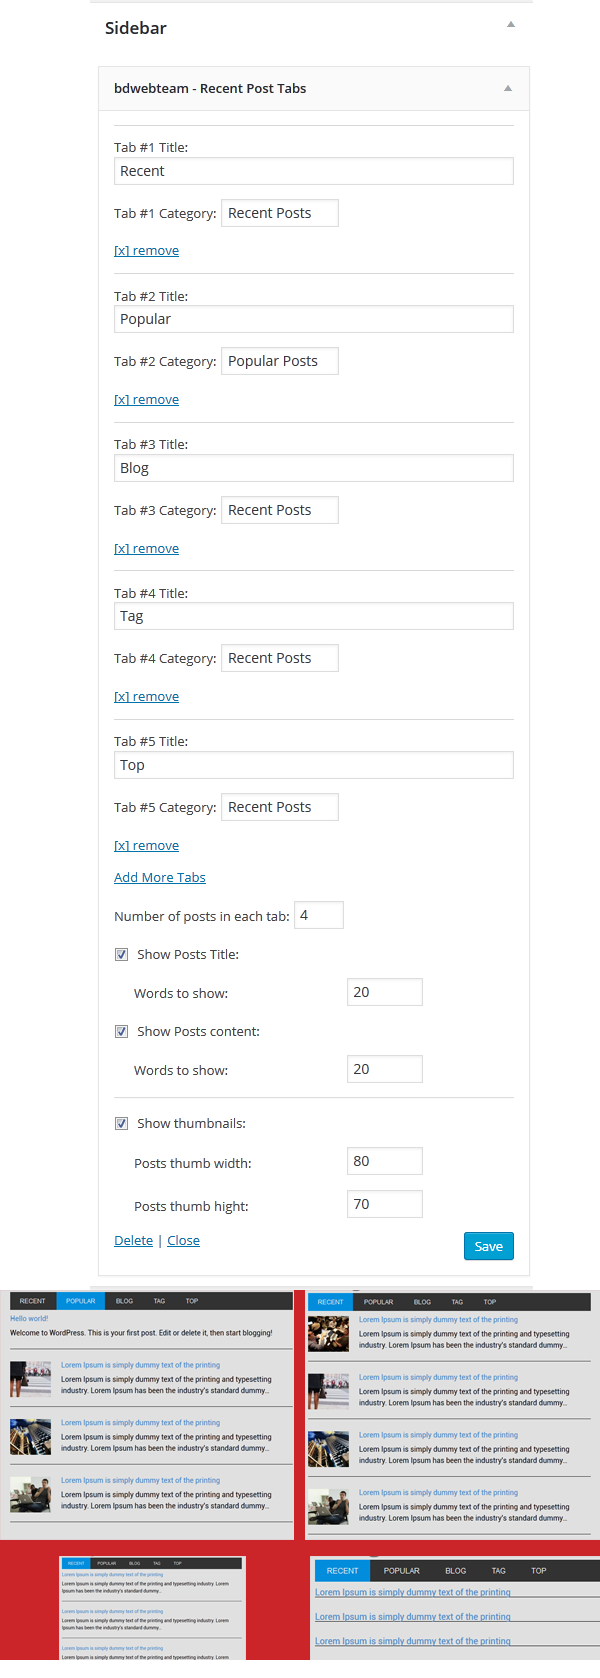 Sidebar
bdwebteam - Recent Post Tabs
Tab #1 Title:
Recent
Tab #1 Category: Recent Posts
[x] remove
Tab #2 Title:
Popular
Tab #2 Category: Popular Posts
[x] remove
Tab #3 Title:
Blog
Tab #3 Category: Recent Posts
[x] remove
Tab #4 Title:
Tag
Tab #4 Category: Recent Posts
[x] remove
Tab #5 Title:
Top
Tab #5 Category: Recent Posts
[x] remove
Add More Tabs
Number of posts in each tab: 4
Show Posts Title:
Words to show: 20
Show Posts content:
Words to show: 20
Show thumbnails:
Posts thumb width: 80
Posts thumb hight: 70
Delete | Close Save
RECENT POPULAR BLOG TAG TOP
Hello world!
Welcome to WordPress. This is your first post. Edit or delete it, then start blogging!
Lorem Ipsum is simply dummy text of the printing
Lorem Ipsum is simply dummy text of the printing and typesetting
industry. Lorem Ipsum has been the industry's standard dummy...
Lorem Ipsum is simply dummy text of the printing
Lorem Ipsum is simply dummy text of the printing and typesetting
industry. Lorem Ipsum has been the industry's standard dummy...
Lorem Ipsum is simply dummy text of the printing
Lorem Ipsum is simply dummy text of the printing and typesetting
industry. Lorem Ipsum has been the industry's standard dummy...
RECENT POPULAR BLOG TAG TOP
Lorem Ipsum is simply dummy text of the printing
Lorem Ipsum is simply dummy text of the printing and typesetting
industry. Lorem Ipsum has been the industry's standard dummy...
Lorem Ipsum is simply dummy text of the printing
Lorem Ipsum is simply dummy text of the printing and typesetting
industry. Lorem Ipsum has been the industry's standard dummy...
Lorem Ipsum is simply dummy text of the printing
Lorem Ipsum is simply dummy text of the printing and typesetting
industry. Lorem Ipsum has been the industry's standard dummy...
Lorem Ipsum is simply dummy text of the printing
Lorem Ipsum is simply dummy text of the printing and typesetting
industry. Lorem Ipsum has been the industry's standard dummy...
RECENT POPULAR BLOG TAG TOP
Lorem Ipsum is simply dummy text of the printing
Lorem Ipsum is simply dummy text of the printing and typesetting industry. Lorem
Ipsum has been the industry's standard dummy...
Lorem Ipsum is simply dummy text of the printing
Lorem Ipsum is simply dummy text of the printing and typesetting industry. Lorem
Ipsum has been the industry's standard dummy...
Lorem Ipsum is simply dummy text of the printing
Lorem Ipsum is simply dummy text of the printing and typesetting industry. Lorem
RECENT POPULAR BLOG TAG TOP
Lorem Ipsum is simply dummy text of the printing
Lorem Ipsum is simply dummy text of the printing
Lorem Ipsum is simply dummy text of the printing